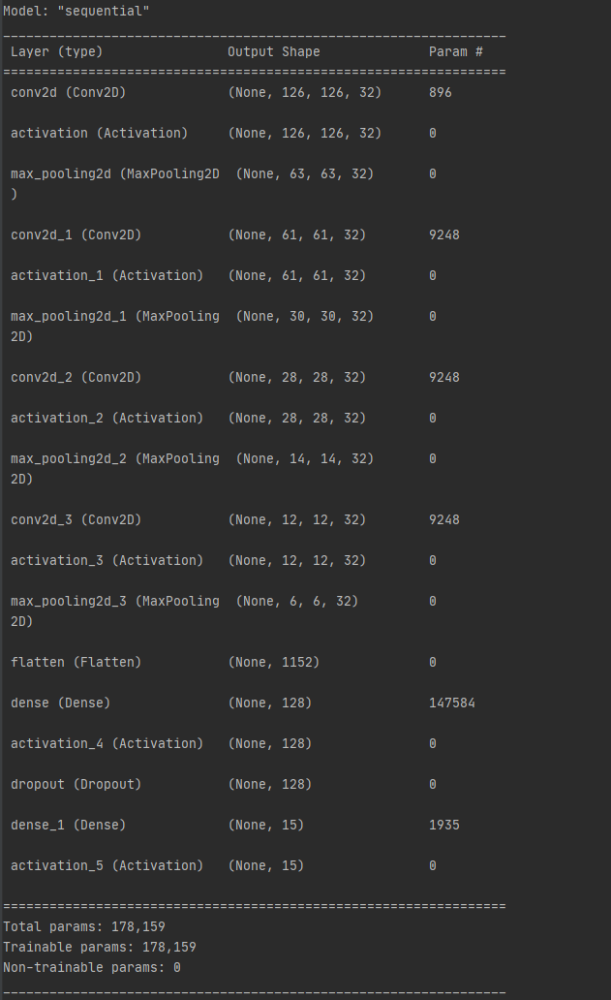 Model: "sequential"
_________________________________________________________________
 Layer (type)                Output Shape              Param #
=================================================================
 conv2d (Conv2D)             (None, 126, 126, 32)      896
 activation (Activation)     (None, 126, 126, 32)      0
 max_pooling2d (MaxPooling2D  (None, 63, 63, 32)       0
 )
 conv2d_1 (Conv2D)           (None, 61, 61, 32)        9248
 activation_1 (Activation)   (None, 61, 61, 32)        0
 max_pooling2d_1 (MaxPooling  (None, 30, 30, 32)       0
 2D)
 conv2d_2 (Conv2D)           (None, 28, 28, 32)        9248
 activation_2 (Activation)   (None, 28, 28, 32)        0
 max_pooling2d_2 (MaxPooling  (None, 14, 14, 32)       0
 2D)
 conv2d_3 (Conv2D)           (None, 12, 12, 32)        9248
 activation_3 (Activation)   (None, 12, 12, 32)        0
 max_pooling2d_3 (MaxPooling  (None, 6, 6, 32)         0
 2D)
 flatten (Flatten)           (None, 1152)              0
 dense (Dense)               (None, 128)               147584
 activation_4 (Activation)   (None, 128)               0
 dropout (Dropout)           (None, 128)               0
 dense_1 (Dense)             (None, 15)                1935
 activation_5 (Activation)   (None, 15)                0
=================================================================
Total params: 178,159
Trainable params: 178,159
Non-trainable params: 0
_________________________________________________________________